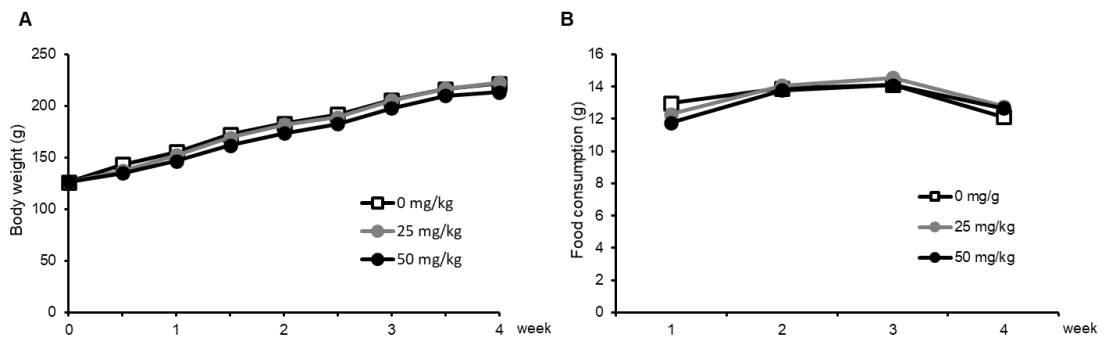 A
Body weight (g)
250
200
150
100
50
0
0 1 2 3 4 week
0 mg/kg
25 mg/kg
50 mg/kg
B
Food consumption (g)
16
14
12
10
8
6
4
2
0
1 2 3 4 week
0 mg/g
25 mg/kg
50 mg/kg